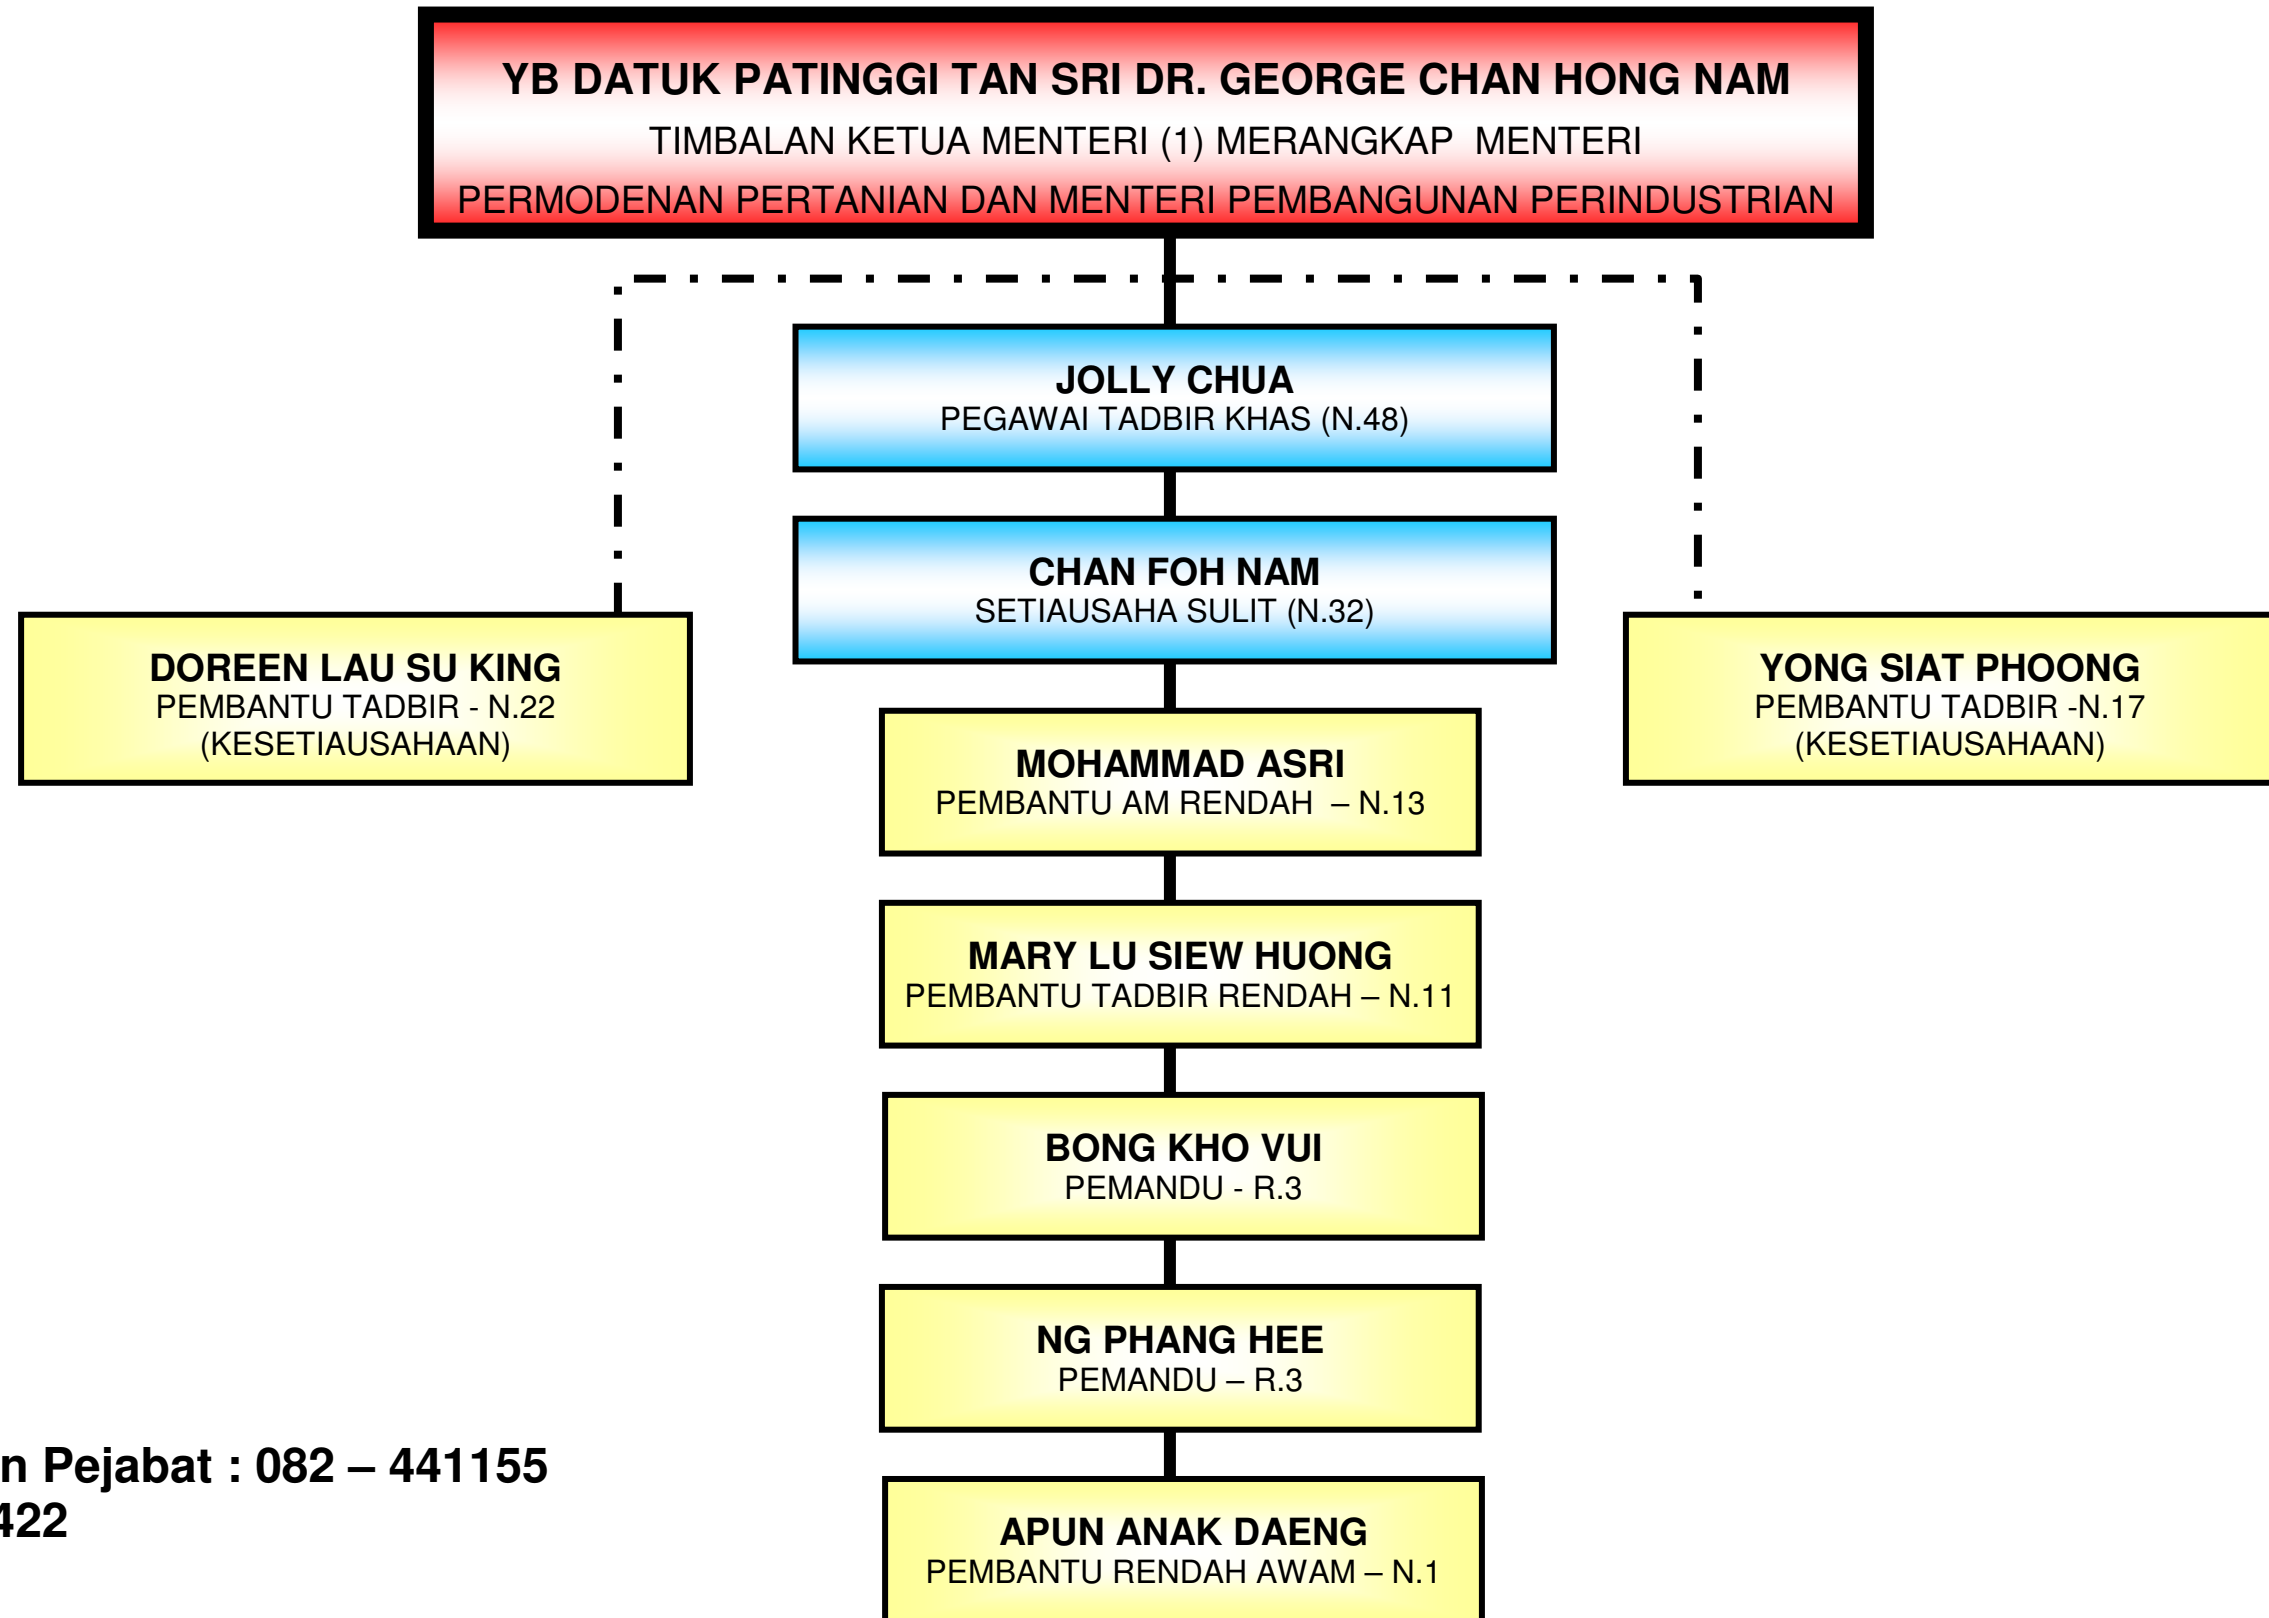 YB DATUK PATINGGI TAN SRI DR. GEORGE CHAN HONG NAM
TIMBALAN KETUA MENTERI (1) MERANGKAP  MENTERI
PERMODENAN PERTANIAN DAN MENTERI PEMBANGUNAN PERINDUSTRIAN
JOLLY CHUA
PEGAWAI TADBIR KHAS (N.48)
CHAN FOH NAM
SETIAUSAHA SULIT (N.32)
DOREEN LAU SU KING
PEMBANTU TADBIR - N.22
(KESETIAUSAHAAN)
YONG SIAT PHOONG
PEMBANTU TADBIR -N.17
(KESETIAUSAHAAN)
MOHAMMAD ASRI
PEMBANTU AM RENDAH  – N.13
MARY LU SIEW HUONG
PEMBANTU TADBIR RENDAH – N.11
BONG KHO VUI
PEMANDU - R.3
NG PHANG HEE
PEMANDU – R.3
APUN ANAK DAENG
PEMBANTU RENDAH AWAM – N.1
n Pejabat : 082 – 441155
422